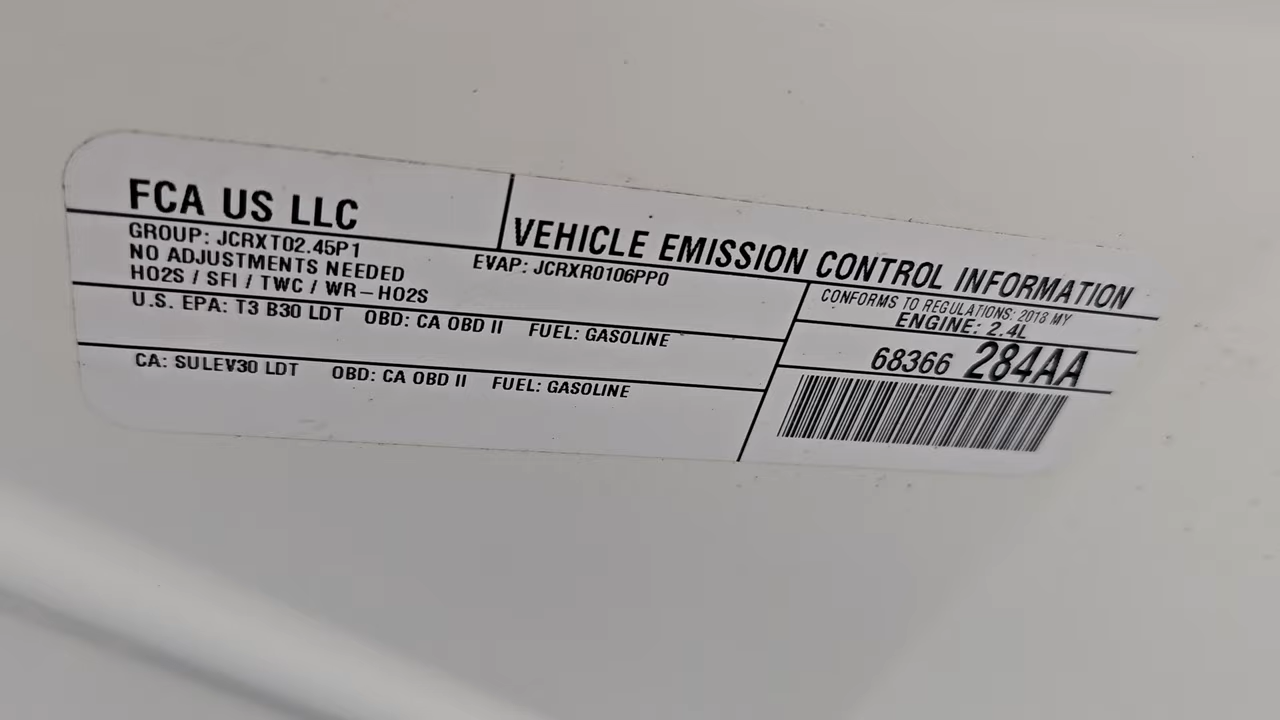 FCA US LLC
VEHICLE EMISSION CONTROL INFORMATION
GROUP: JCRXT02.45P1
EVAP: JCRXR0106PP0
NO ADJUSTMENTS NEEDED
HO2S / SFI / TWC / WR-HO2S
CONFORMS TO REGULATIONS: 2018 MY
ENGINE: 2.4L
U.S. EPA: T3 B30 LDT OBD: CA OBD II FUEL: GASOLINE
68366 284AA
CA: SULEV30 LDT OBD: CA OBD II FUEL: GASOLINE